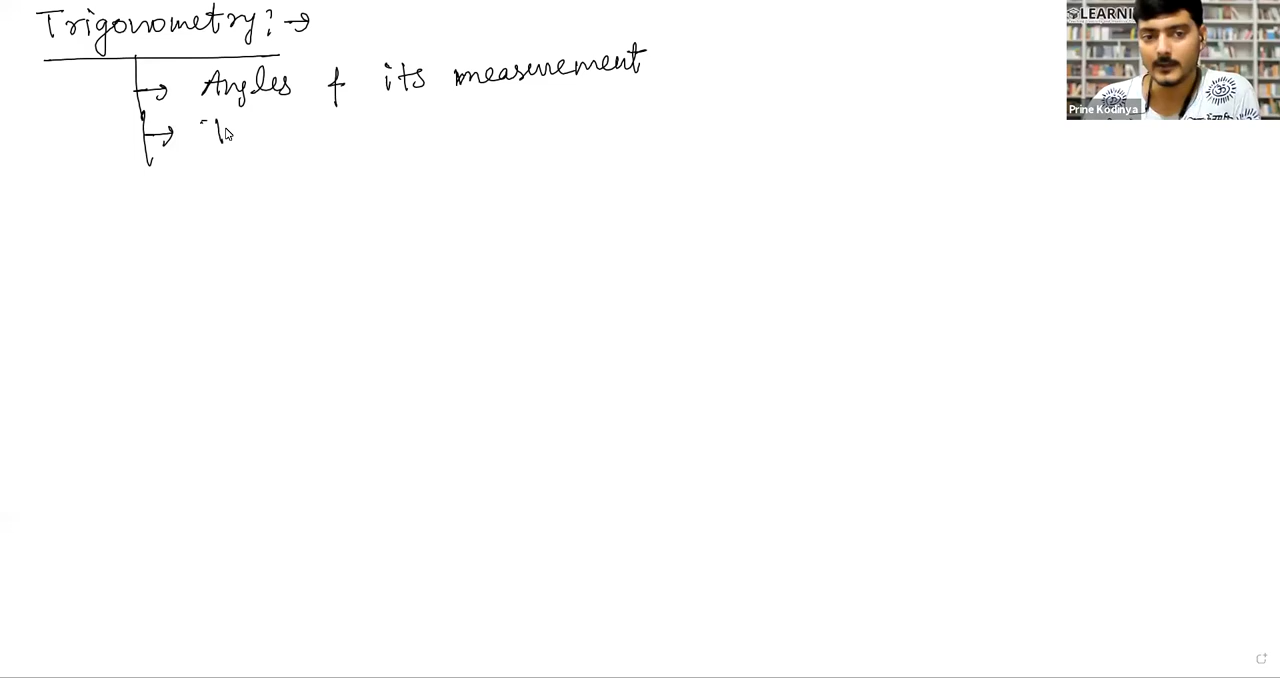 Trigonometry:→
→ Angles & its measurement
LEARNI
Prine Kodinya